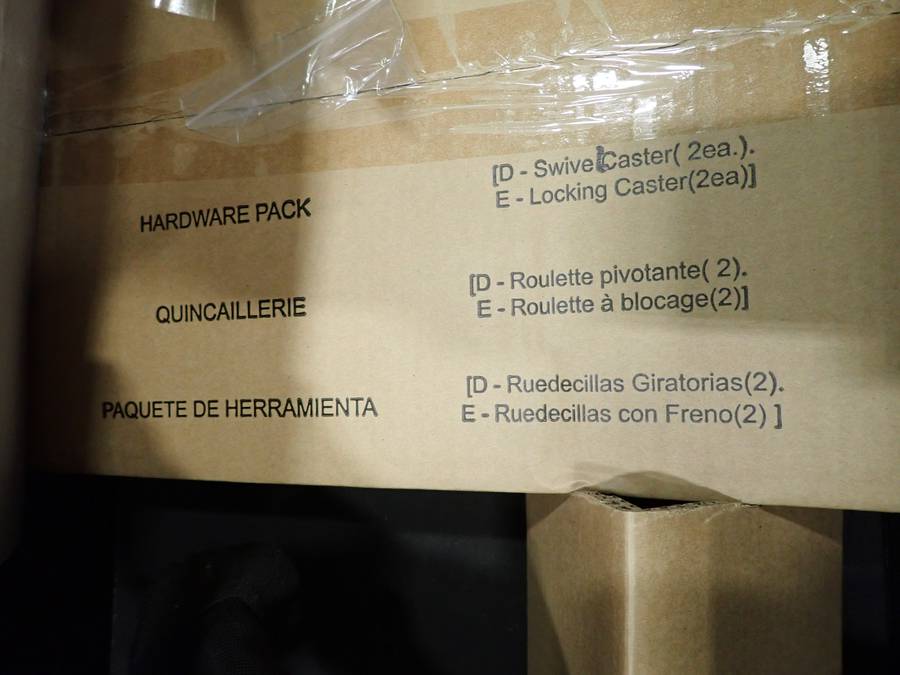 HARDWARE PACK
[D - Swivel Caster( 2ea.).
E - Locking Caster(2ea)]
QUINCAILLERIE
[D - Roulette pivotante( 2).
E - Roulette à blocage(2)]
PAQUETE DE HERRAMIENTA
[D - Ruedecillas Giratorias(2).
E - Ruedecillas con Freno(2) ]